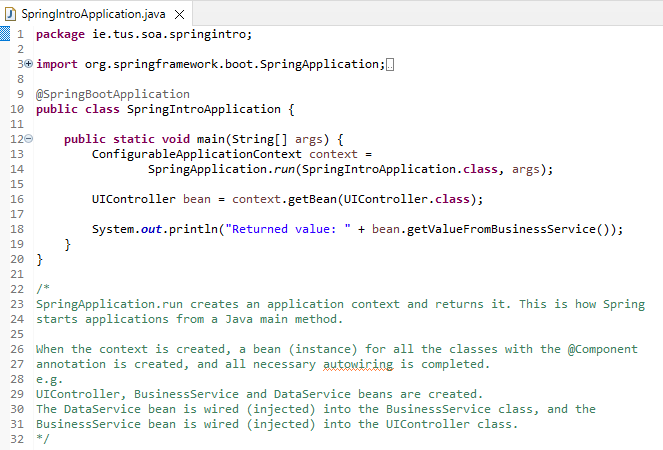 SpringIntroApplication.java
1 package ie.tus.soa.springintro;
2
3 import org.springframework.boot.SpringApplication;
8
9 @SpringBootApplication
10 public class SpringIntroApplication {
11
12 public static void main(String[] args) {
13 ConfigurableApplicationContext context =
14 SpringApplication.run(SpringIntroApplication.class, args);
15
16 UIController bean = context.getBean(UIController.class);
17
18 System.out.println("Returned value: " + bean.getValueFromBusinessService());
19 }
20 }
21
22 /*
23 SpringApplication.run creates an application context and returns it. This is how Spring
24 starts applications from a Java main method.
25
26 When the context is created, a bean (instance) for all the classes with the @Component
27 annotation is created, and all necessary autowiring is completed.
28 e.g.
29 UIController, BusinessService and DataService beans are created.
30 The DataService bean is wired (injected) into the BusinessService class, and the
31 BusinessService bean is wired (injected) into the UIController class.
32 */